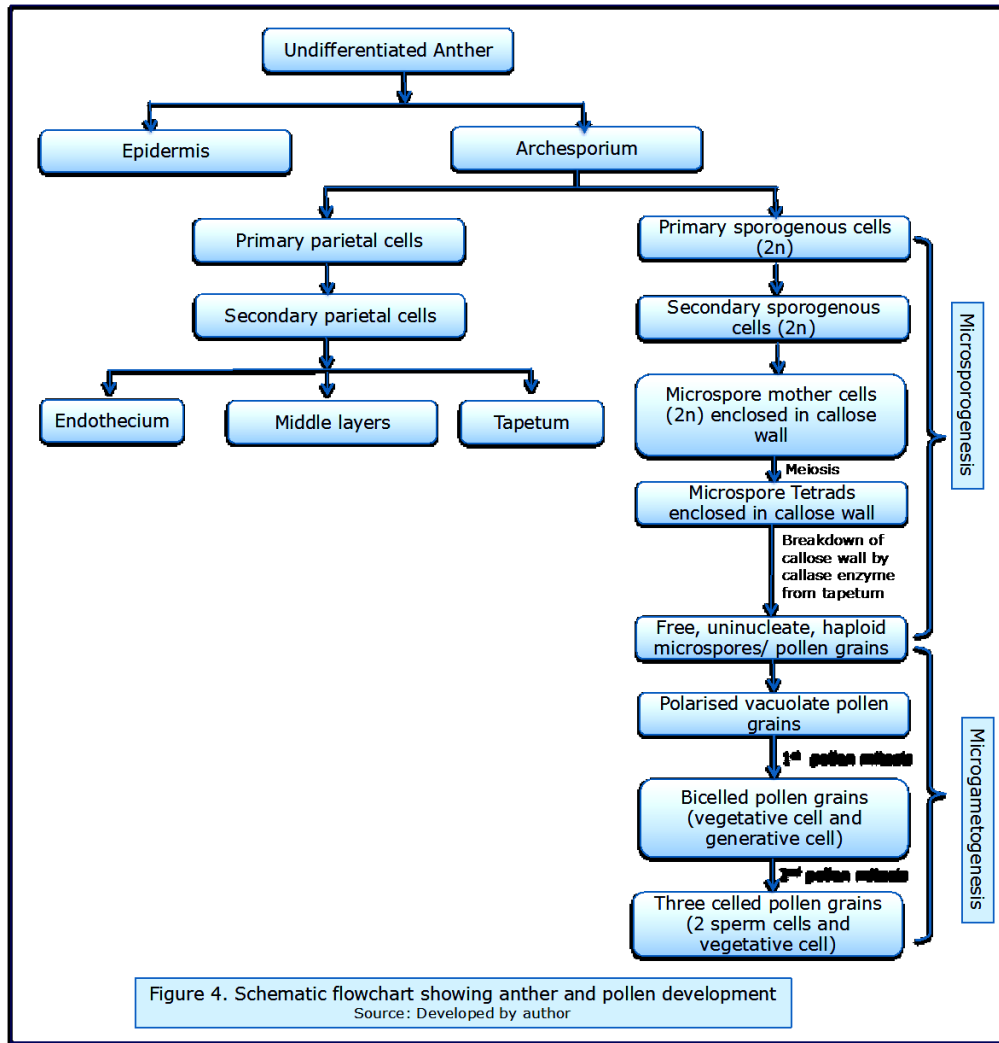 Undifferentiated Anther
Epidermis
Archesporium
Primary parietal cells
Primary sporogenous cells
(2n)
Secondary parietal cells
Secondary sporogenous
cells (2n)
Endothecium
Middle layers
Tapetum
Microspore mother cells
(2n) enclosed in callose
wall
Meiosis
Microspore Tetrads
enclosed in callose wall
Breakdown of
callose wall by
callase enzyme
from tapetum
Microsporogenesis
Free, uninucleate, haploid
microspores/ pollen grains
Polarised vacuolate pollen
grains
1st pollen mitosis
Bicelled pollen grains
(vegetative cell and
generative cell)
2nd pollen mitosis
Three celled pollen grains
(2 sperm cells and
vegetative cell)
Microgametogenesis
Figure 4. Schematic flowchart showing anther and pollen development
Source: Developed by author